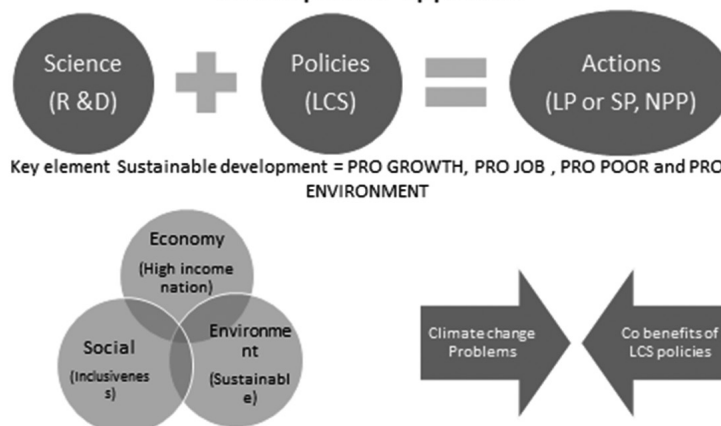 Science
(R &D)
Policies
(LCS)
Actions
(LP or SP, NPP)
Key element Sustainable development = PRO GROWTH, PRO JOB , PRO POOR and PRO
ENVIRONMENT
Economy
(High income
nation)
Social
(Inclusivenes
s)
Environme
nt
(Sustainabl
e)
Climate change
Problems
Co benefits of
LCS policies